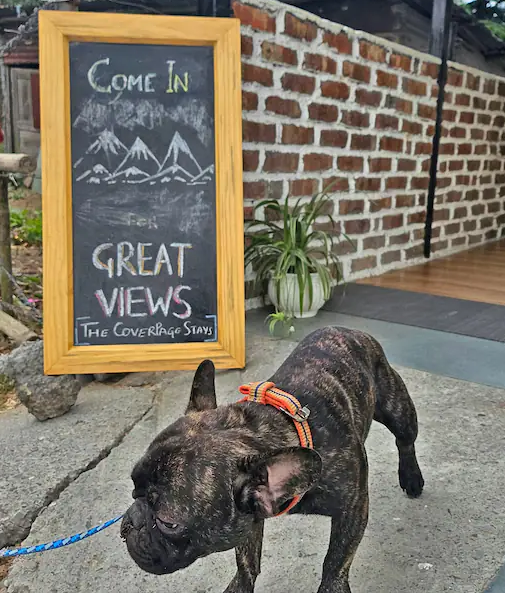 COME IN
FOR
GREAT
VIEWS
THE COVERPAGE STAYS